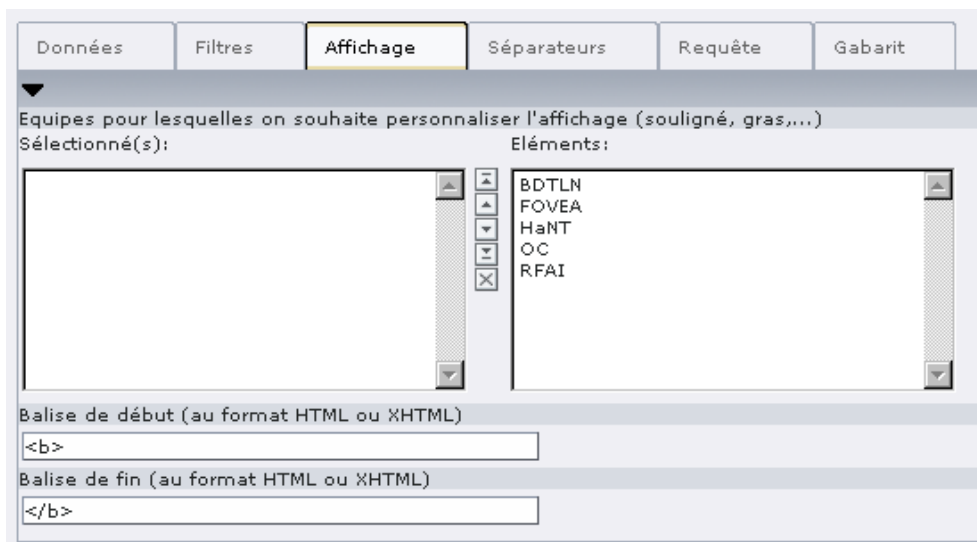 Données Filtres Affichage Séparateurs Requête Gabarit
Equipes pour lesquelles on souhaite personnaliser l'affichage (souligné, gras,...)
Sélectionné(s): Eléments:
BDTLN
FOVEA
HaNT
OC
RFAI
Balise de début (au format HTML ou XHTML)
<b>
Balise de fin (au format HTML ou XHTML)
</b>